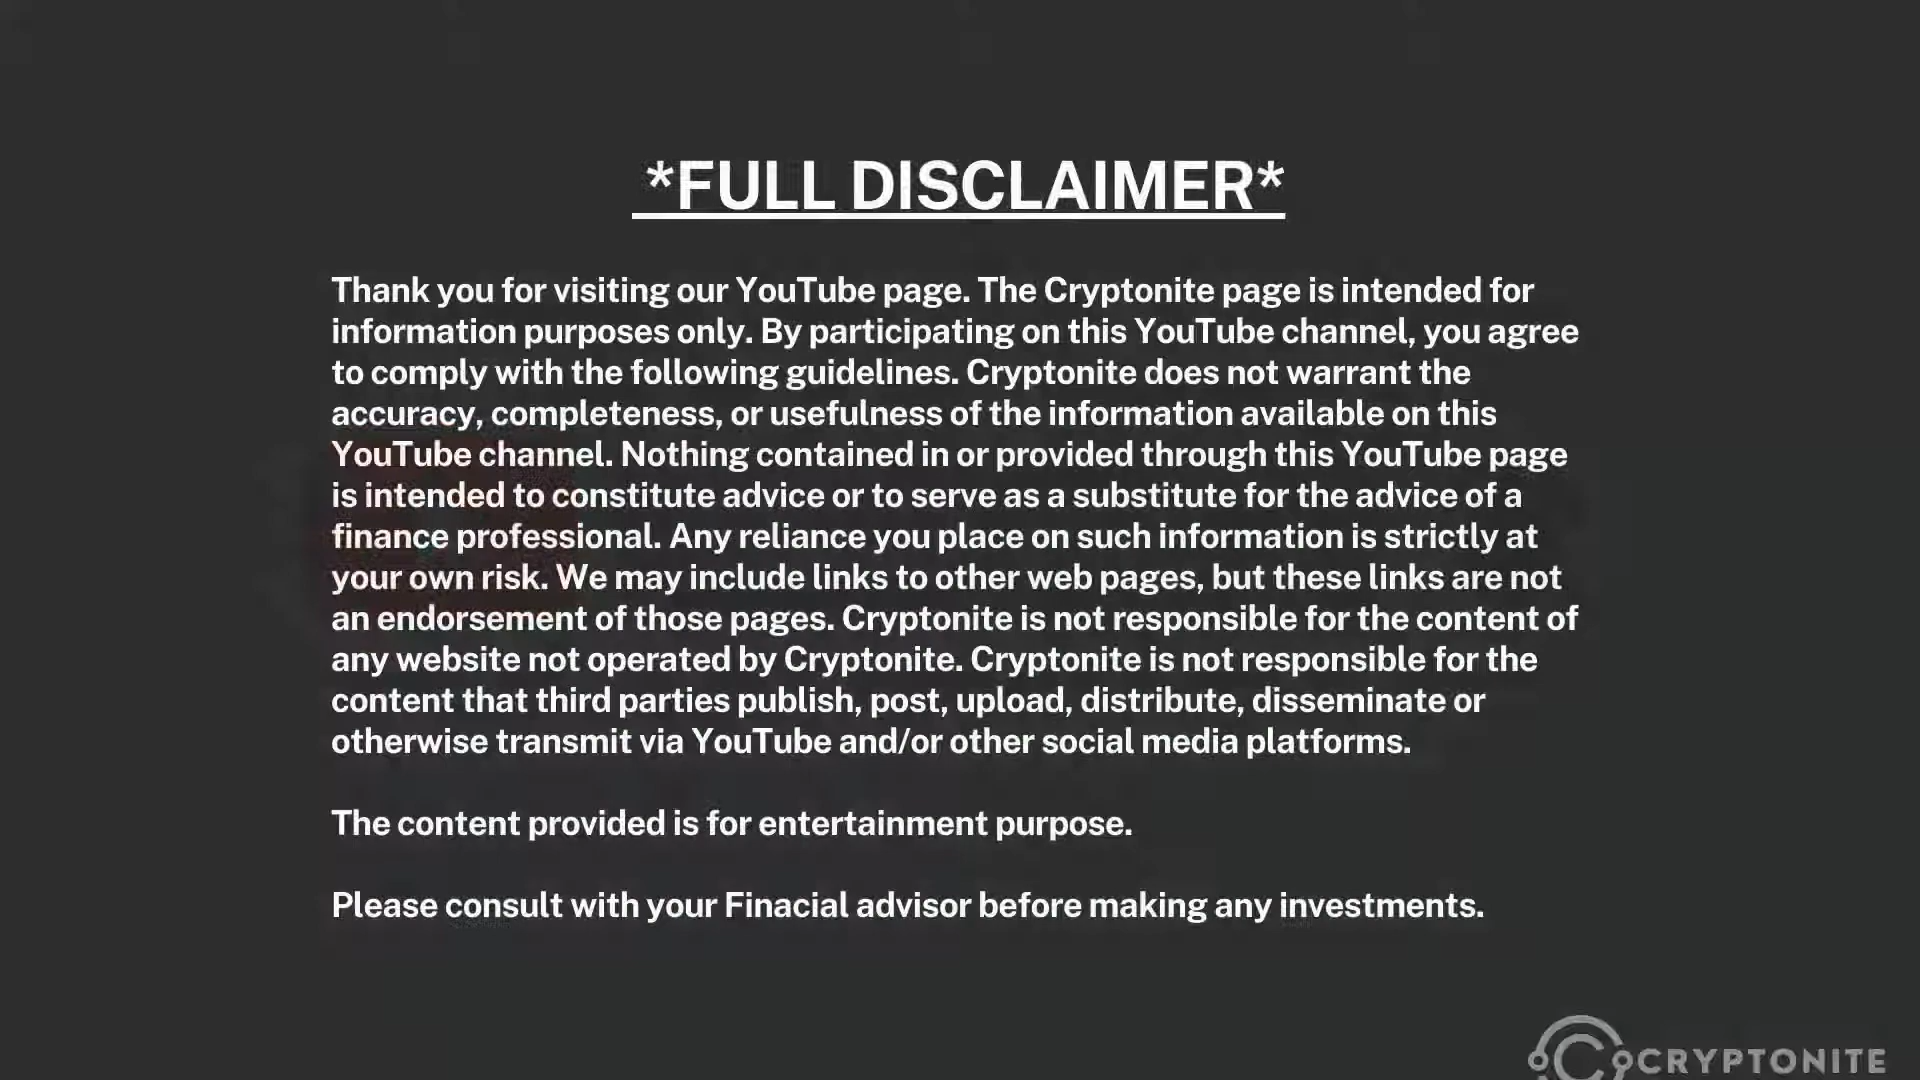 *FULL DISCLAIMER*
Thank you for visiting our YouTube page. The Cryptonite page is intended for
information purposes only. By participating on this YouTube channel, you agree
to comply with the following guidelines. Cryptonite does not warrant the
accuracy, completeness, or usefulness of the information available on this
YouTube channel. Nothing contained in or provided through this YouTube page
is intended to constitute advice or to serve as a substitute for the advice of a
finance professional. Any reliance you place on such information is strictly at
your own risk. We may include links to other web pages, but these links are not
an endorsement of those pages. Cryptonite is not responsible for the content of
any website not operated by Cryptonite. Cryptonite is not responsible for the
content that third parties publish, post, upload, distribute, disseminate or
otherwise transmit via YouTube and/or other social media platforms.
The content provided is for entertainment purpose.
Please consult with your Finacial advisor before making any investments.
CRYPTONITE